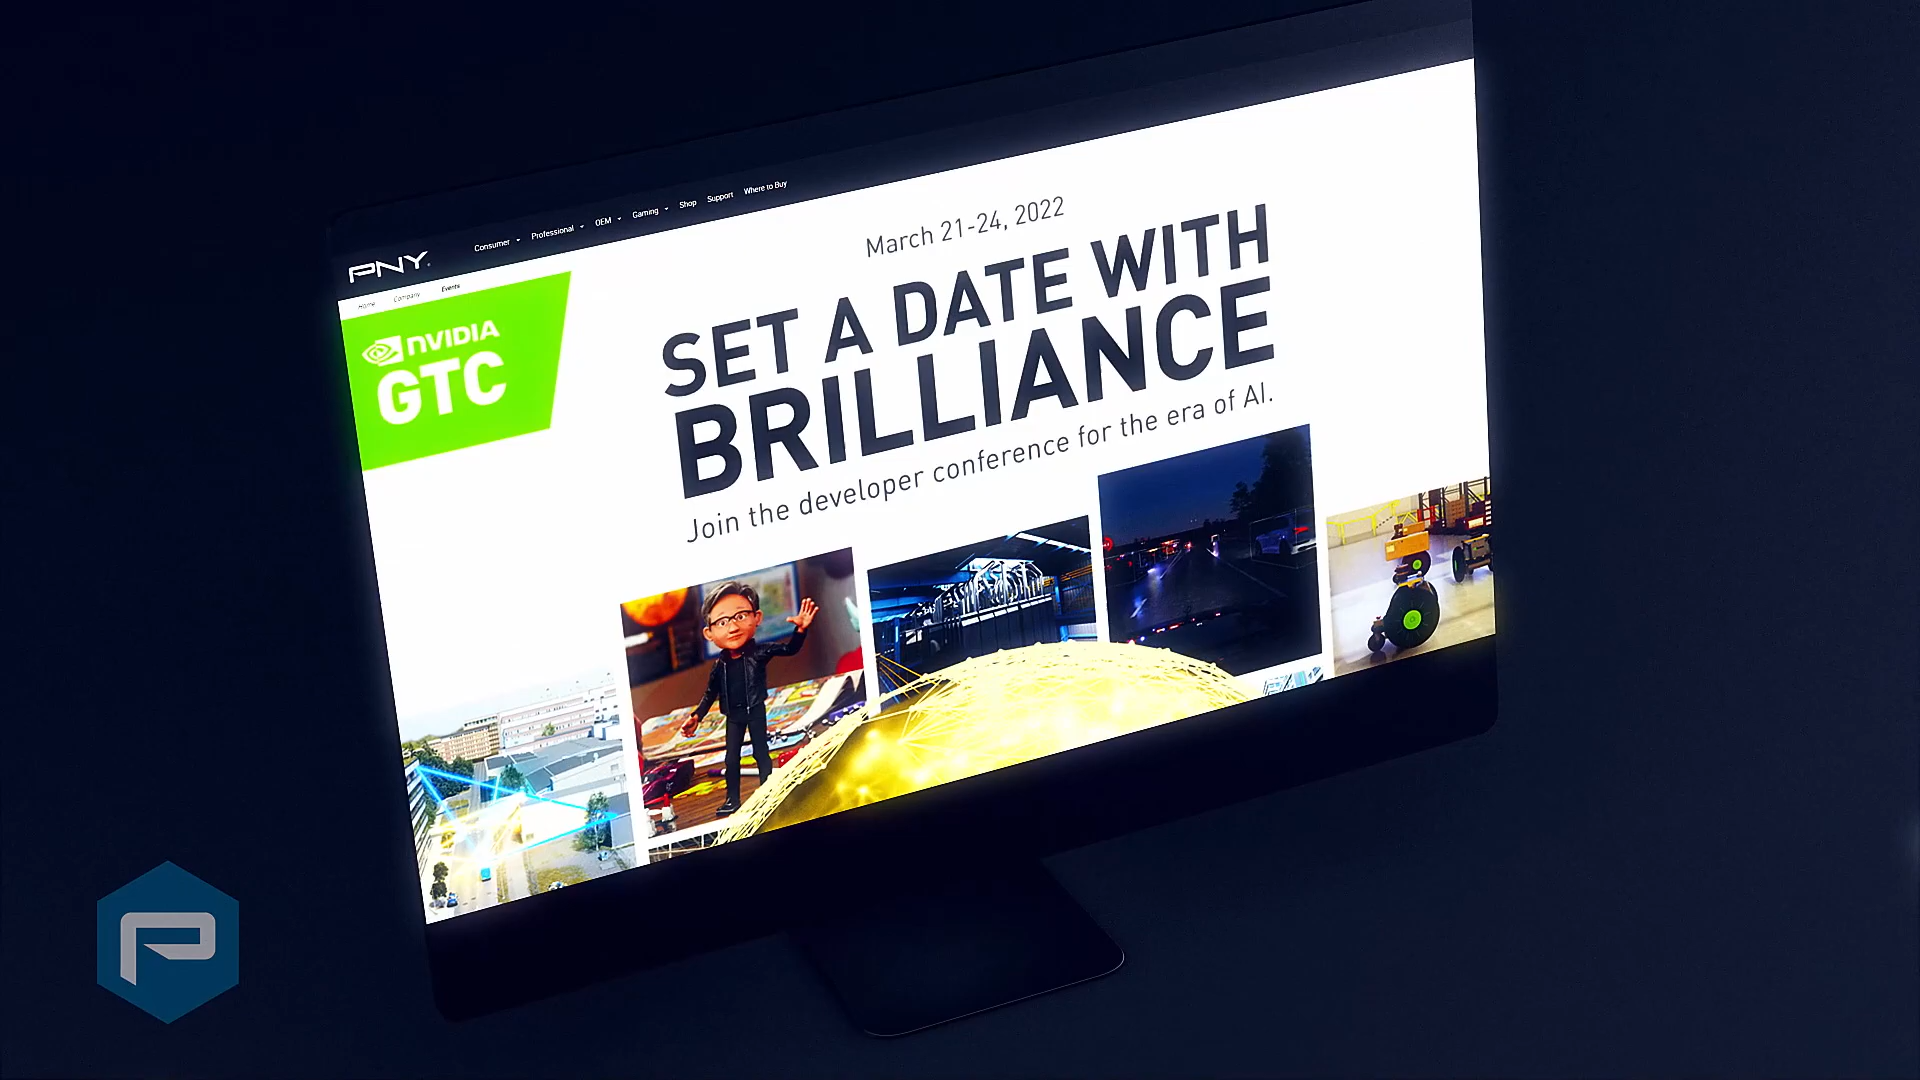 PNY
Consumer
Professional
OEM
Gaming
Shop
Support
Where to Buy
Home
Company
Events
NVIDIA
GTC
March 21-24, 2022
SET A DATE WITH
BRILLIANCE
Join the developer conference for the era of AI.